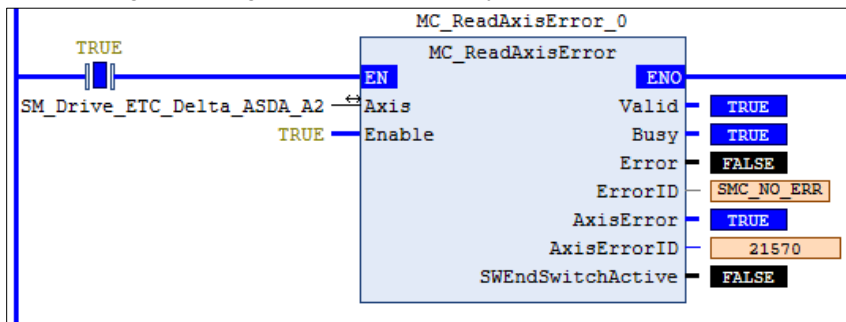 MC_ReadAxisError_0
TRUE
MC_ReadAxisError
EN ENO
SM_Drive_ETC_Delta_ASDA_A2 Axis Valid TRUE
TRUE Enable Busy TRUE
Error FALSE
ErrorID SMC_NO_ERR
AxisError TRUE
AxisErrorID 21570
SWEndSwitchActive FALSE